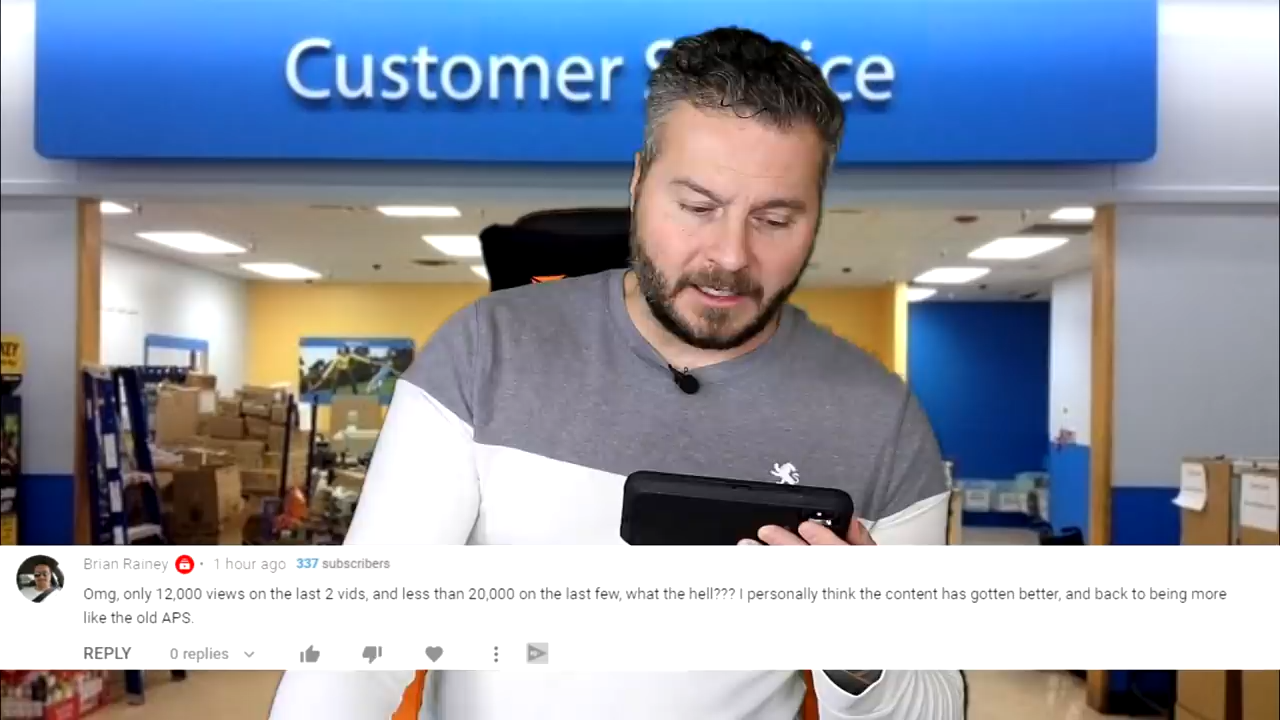 Customer
ice
KEY
Brian Rainey • 1 hour ago 337 subscribers
Omg, only 12,000 views on the last 2 vids, and less than 20,000 on the last few, what the hell??? I personally think the content has gotten better, and back to being more
like the old APS.
REPLY 0 replies